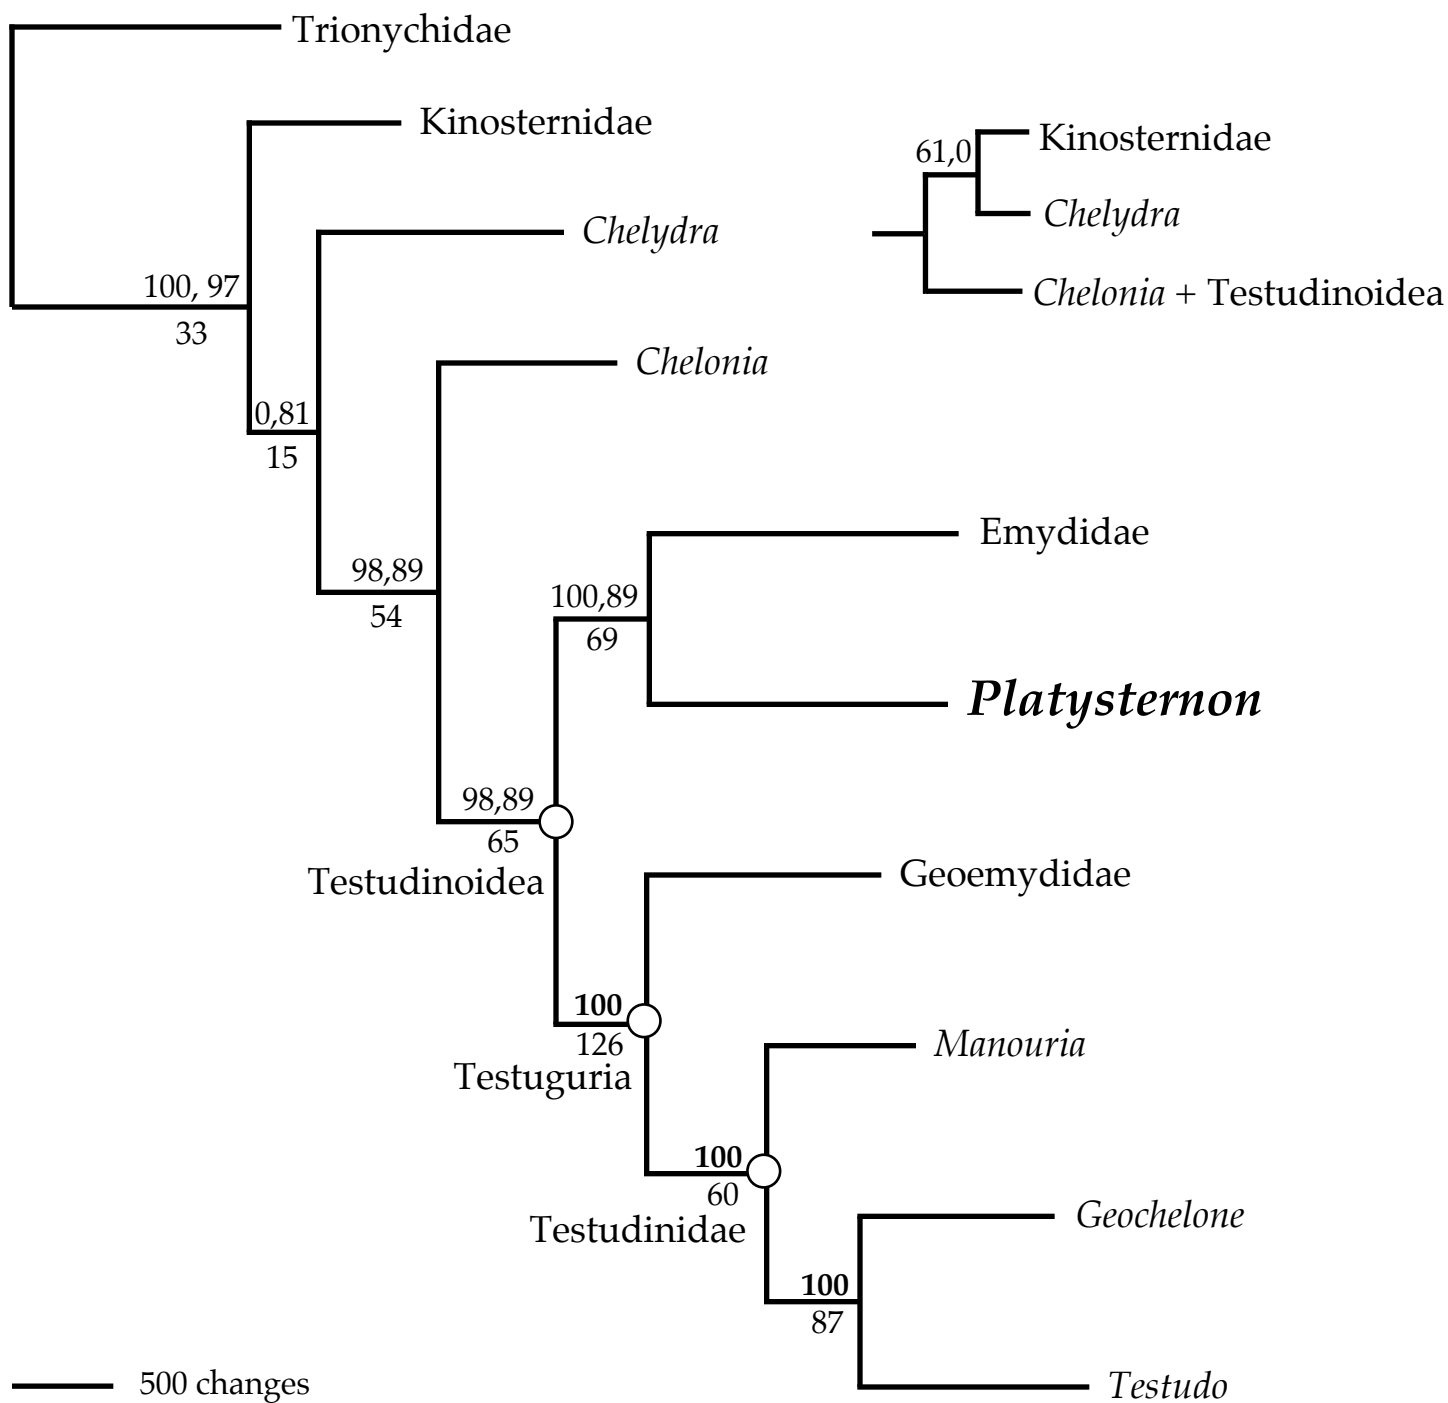 Trionychidae
Kinosternidae
Kinosternidae
61,0
Chelydra
Chelydra
100, 97
33
Chelonia + Testudinoidea
Chelonia
0,81
15
Emydidae
98,89
54
100,89
69
Platysternon
98,89
65
Testudinoidea
Geoemydidae
100
126
Testuguria
Manouria
100
60
Testudinidae
Geochelone
100
87
500 changes
Testudo